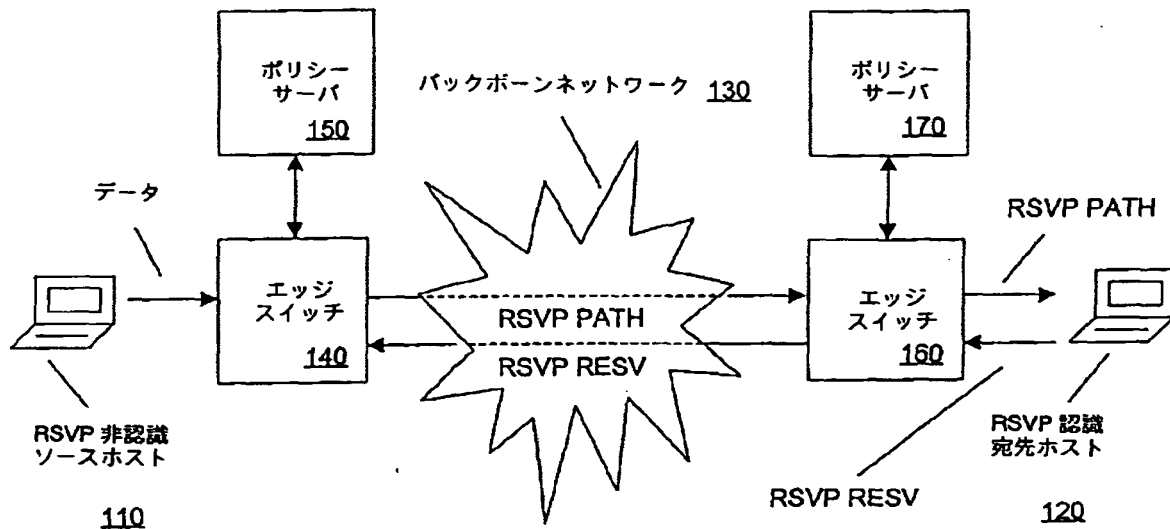 ポリシー
サーバ
150
バックボーンネットワーク 130
ポリシー
サーバ
170
データ
RSVP PATH
エッジ
スイッチ
140
RSVP PATH
RSVP RESV
エッジ
スイッチ
160
RSVP 非認識
ソースホスト
110
RSVP 認識
宛先ホスト
120
RSVP RESV